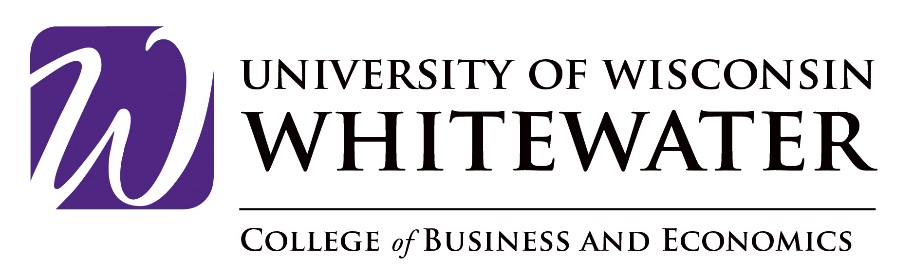 W
UNIVERSITY OF WISCONSIN
WHITEWATER
COLLEGE of BUSINESS AND ECONOMICS